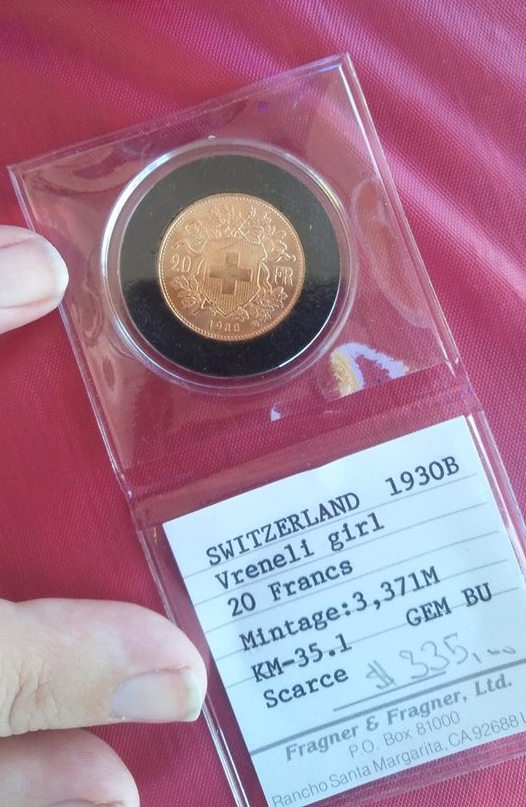 20 FR
SWITZERLAND 1930B
Vreneli girl
20 Francs
Mintage:3,371M
KM-35.1 GEM BU
Scarce $335,--
Fragner & Fragner, Ltd.
P.O. Box 81000
Rancho Santa Margarita, CA 92688